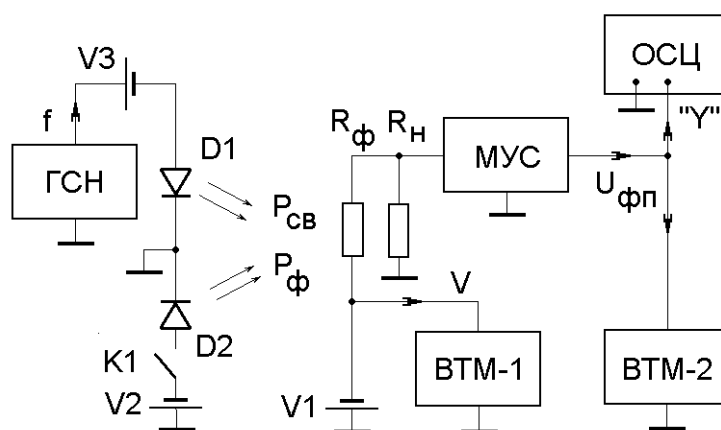 ОСЦ
V3
"Y"
f
D1
Rф
Rн
ГСН
МУС
Pсв
Uфп
Pф
V
D2
K1
ВТМ-1
ВТМ-2
V2
V1